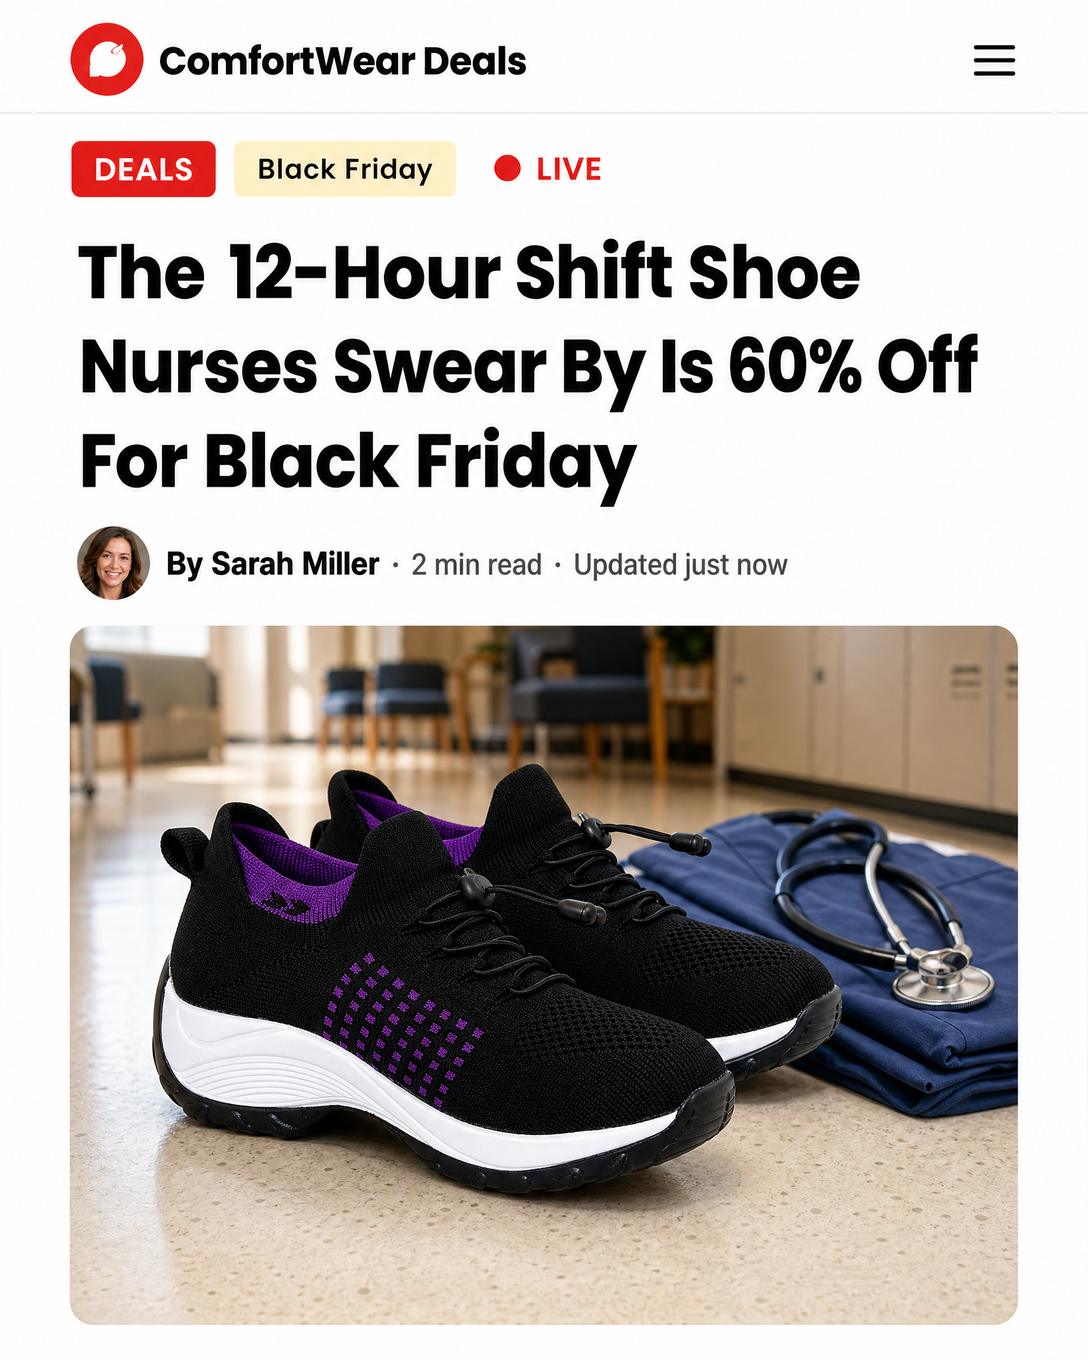 ComfortWear Deals
DEALS
Black Friday
LIVE
The 12-Hour Shift Shoe
Nurses Swear By Is 60% Off
For Black Friday
By Sarah Miller · 2 min read · Updated just now